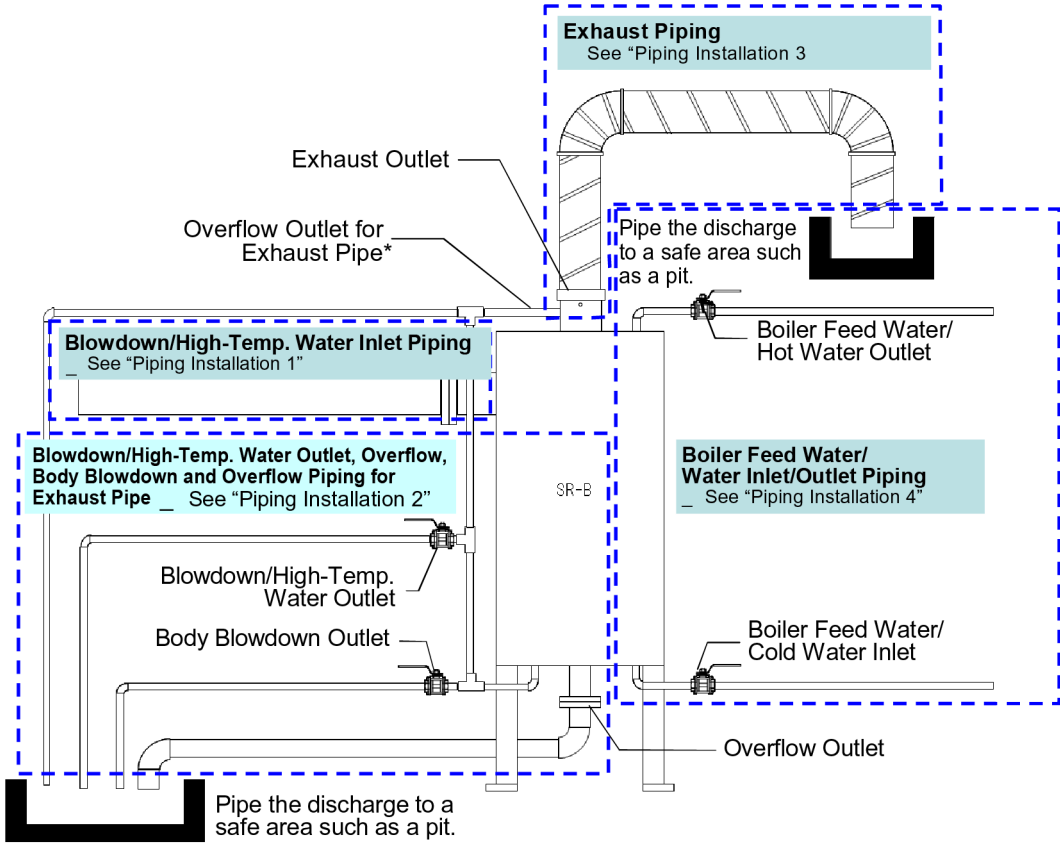 Exhaust Piping
See “Piping Installation 3
Exhaust Outlet
Overflow Outlet for
Exhaust Pipe*
Pipe the discharge
to a safe area such
as a pit.
Boiler Feed Water/
Hot Water Outlet
Blowdown/High-Temp. Water Inlet Piping
_ See “Piping Installation 1”
Blowdown/High-Temp. Water Outlet, Overflow,
Body Blowdown and Overflow Piping for
Exhaust Pipe _ See “Piping Installation 2”
SR-B
Boiler Feed Water/
Water Inlet/Outlet Piping
_ See “Piping Installation 4”
Blowdown/High-Temp.
Water Outlet
Body Blowdown Outlet
Boiler Feed Water/
Cold Water Inlet
Overflow Outlet
Pipe the discharge to a
safe area such as a pit.